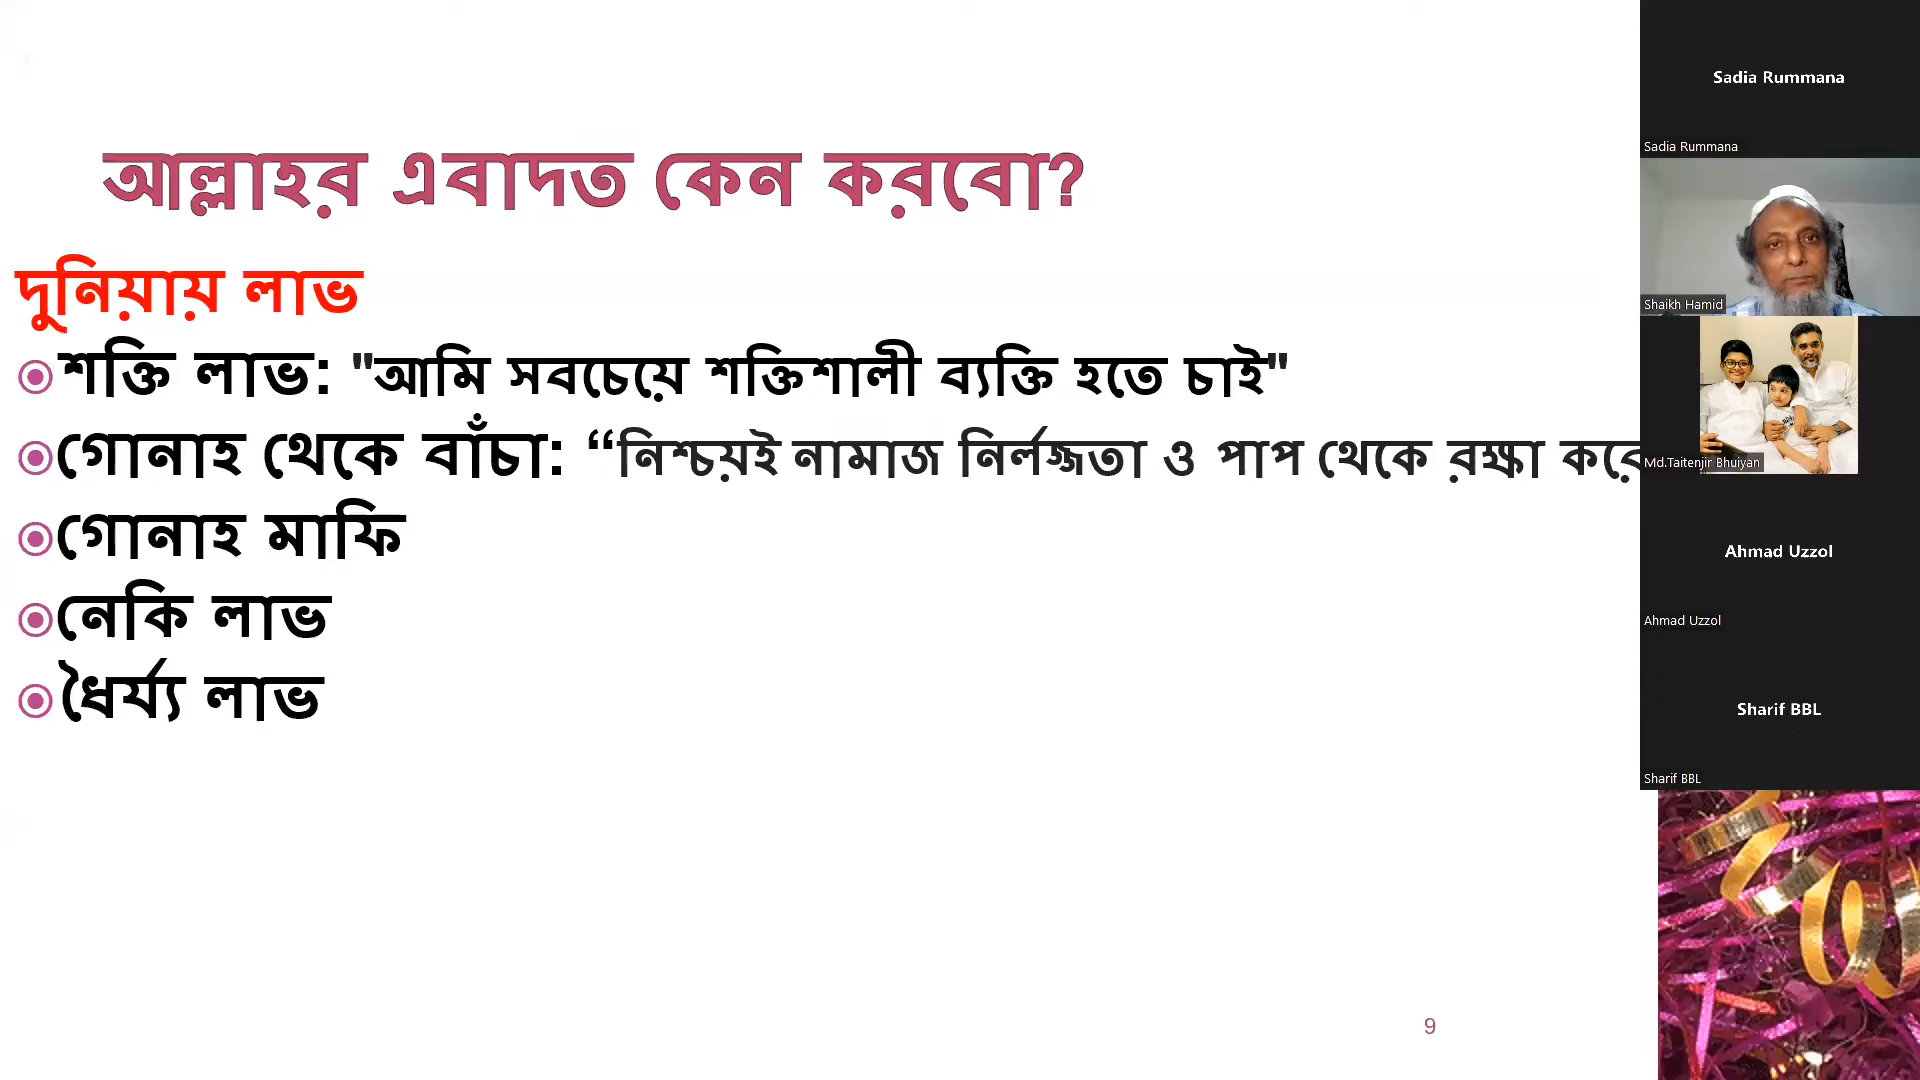 আল্লাহর এবাদত কেন করবো?
দুনিয়ায় লাভ
শক্তি লাভ: "আমি সবচেয়ে শক্তিশালী ব্যক্তি হতে চাই"
গোনাহ থেকে বাঁচা: “নিশ্চয়ই নামাজ নির্লজ্জতা ও পাপ থেকে রক্ষা করে
গোনাহ মাফি
নেকি লাভ
ধৈর্য্য লাভ
9
Sadia Rummana
Sadia Rummana
Shaikh Hamid
Md.Taitenjir Bhuiyan
Ahmad Uzzol
Ahmad Uzzol
Sharif BBL
Sharif BBL